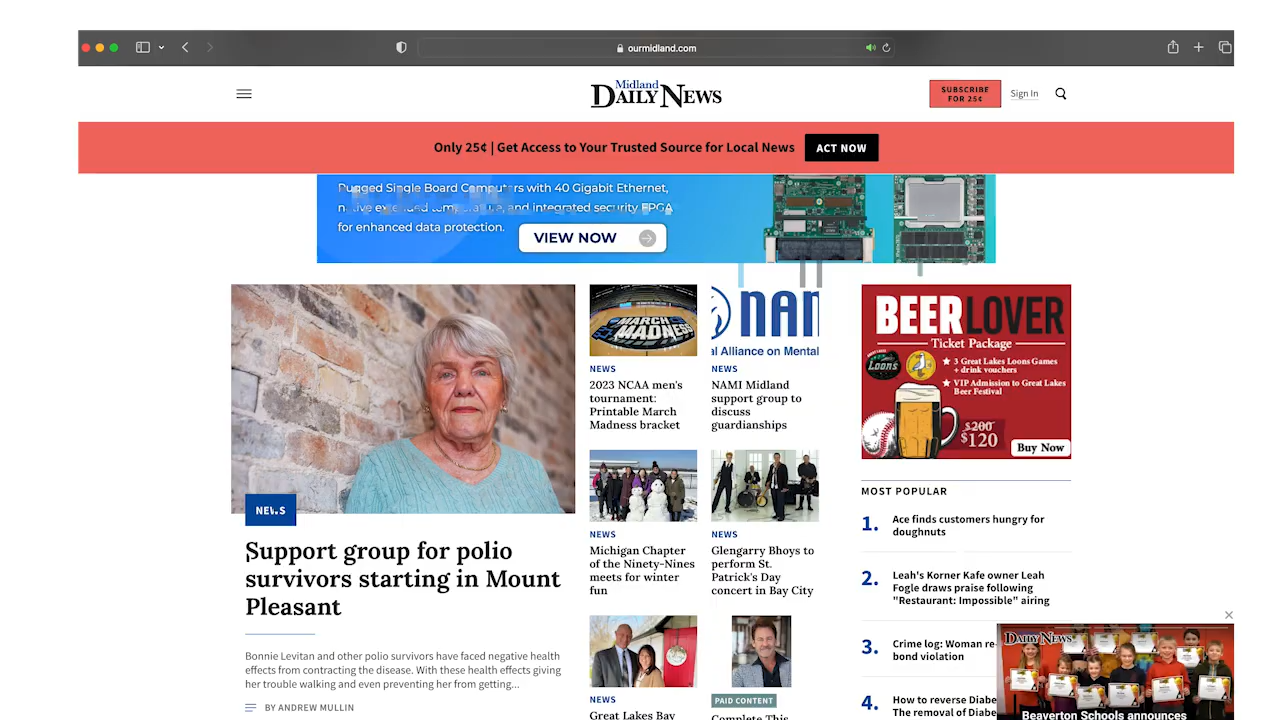 ourmidland.com
Midland
DAILY NEWS
SUBSCRIBE
FOR 25¢
Sign In
Only 25¢ | Get Access to Your Trusted Source for Local News
ACT NOW
Rugged Single Board Computers with 40 Gigabit Ethernet,
and integrated security FPGA
for enhanced data protection.
VIEW NOW
NEWS
Support group for polio
survivors starting in Mount
Pleasant
Bonnie Levitan and other polio survivors have faced negative health
effects from contracting the disease. With these health effects giving
her trouble walking and even preventing her from getting...
BY ANDREW MULLIN
MARCH
MADNESS
NEWS
2023 NCAA men's
tournament:
Printable March
Madness bracket
NEWS
Michigan Chapter
of the Ninety-Nines
meets for winter
fun
NEWS
Great Lakes Bay
NAM
al Alliance on Mental
NEWS
NAMI Midland
support group to
discuss
guardianships
NEWS
Glengarry Bhoys to
perform St.
Patrick's Day
concert in Bay City
PAID CONTENT
Complete This
BEER LOVER
Ticket Package
Loons
★ 3 Great Lakes Loons Games
+ drink vouchers
★ VIP Admission to Great Lakes
Beer Festival
$200
$120
Buy Now
MOST POPULAR
1. Ace finds customers hungry for
doughnuts
2. Leah's Korner Kafe owner Leah
Fogle draws praise following
"Restaurant: Impossible" airing
3. Crime log: Woman re-
bond violation
4. How to reverse Diabe
The removal of Diabe
DAILY NEWS
Beaverton Schools announces